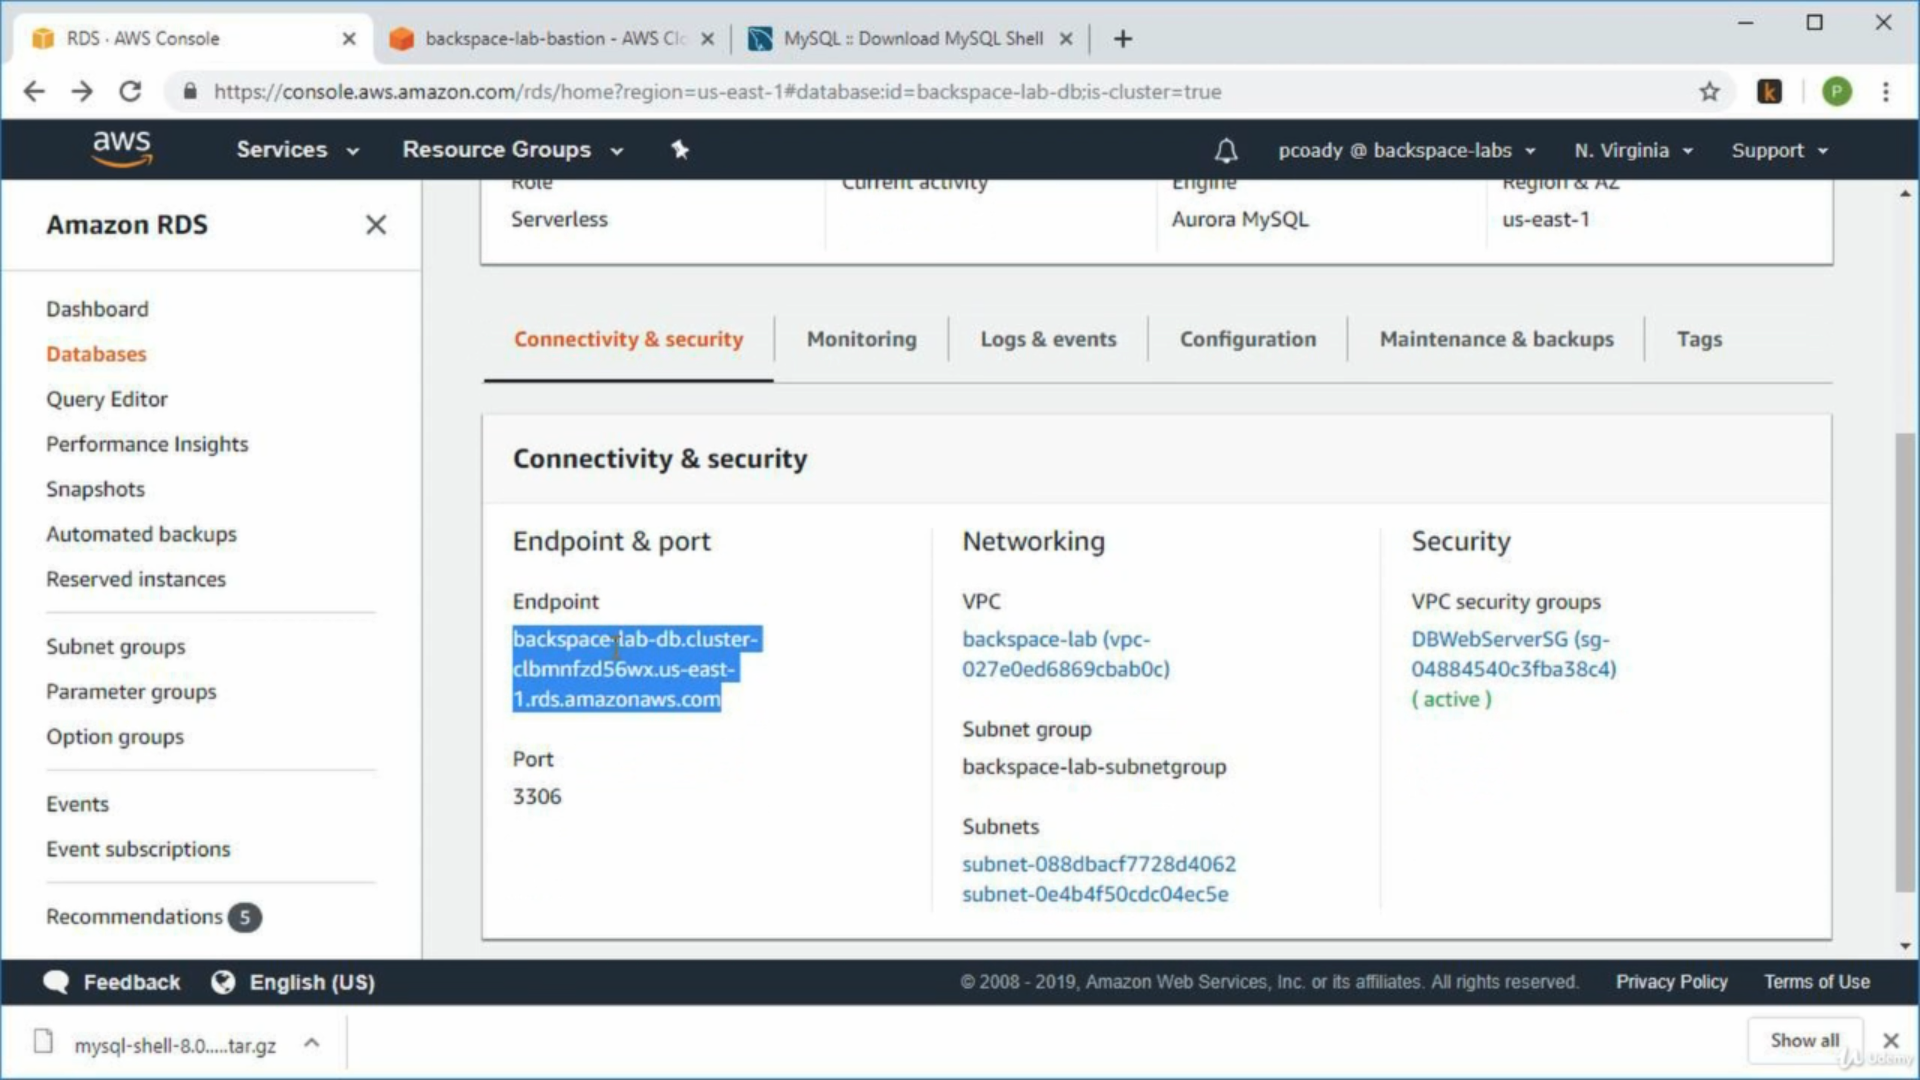 RDS · AWS Console
backspace-lab-bastion - AWS Clo
MySQL :: Download MySQL Shell
https://console.aws.amazon.com/rds/home?region=us-east-1#database:id=backspace-lab-db;is-cluster=true
k
P
aws
Services
Resource Groups
pcoady @ backspace-labs
N. Virginia
Support
Amazon RDS
Dashboard
Databases
Query Editor
Performance Insights
Snapshots
Automated backups
Reserved instances
Subnet groups
Parameter groups
Option groups
Events
Event subscriptions
Recommendations 5
Role
Serverless
Current activity
Engine
Aurora MySQL
Region & AZ
us-east-1
Connectivity & security
Monitoring
Logs & events
Configuration
Maintenance & backups
Tags
Connectivity & security
Endpoint & port
Endpoint
backspace-lab-db.cluster-
clbmnfzd56wx.us-east-
1.rds.amazonaws.com
Port
3306
Networking
VPC
backspace-lab (vpc-
027e0ed6869cbab0c)
Subnet group
backspace-lab-subnetgroup
Subnets
subnet-088dbacf7728d4062
subnet-0e4b4f50cdc04ec5e
Security
VPC security groups
DBWebServerSG (sg-
04884540c3fba38c4)
( active )
Feedback
English (US)
© 2008 - 2019, Amazon Web Services, Inc. or its affiliates. All rights reserved.
Privacy Policy
Terms of Use
mysql-shell-8.0.....tar.gz
Show all
Udemy